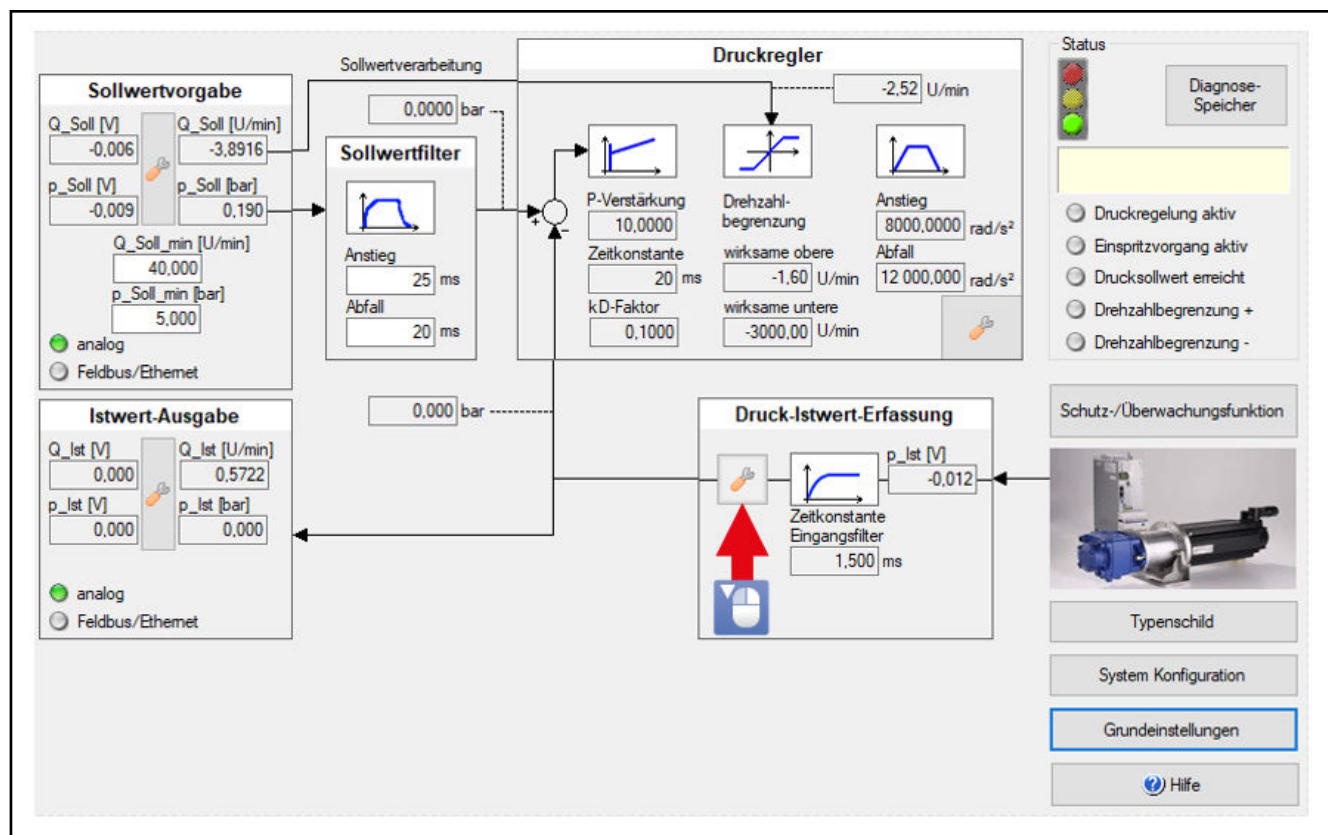 Sollwertvorgabe
Q_Soll [V]
Q_Soll [U/min]
-0,006
-3,8916
p_Soll [V]
p_Soll [bar]
-0,009
0,190
Q_Soll_min [U/min]
40,000
p_Soll_min [bar]
5,000
analog
Feldbus/Ethernet
Sollwertverarbeitung
0,0000 bar
Sollwertfilter
Anstieg
25 ms
Abfall
20 ms
Druckregler
-2,52 U/min
P-Verstärkung
10,0000
Zeitkonstante
20 ms
kD-Faktor
0,1000
Drehzahl-
begrenzung
wirksame obere
-1,60 U/min
wirksame untere
-3000,00 U/min
Anstieg
8000,0000 rad/s²
Abfall
12 000,000 rad/s²
Status
Diagnose-
Speicher
Druckregelung aktiv
Einspritzvorgang aktiv
Drucksollwert erreicht
Drehzahlbegrenzung +
Drehzahlbegrenzung -
Istwert-Ausgabe
Q_Ist [V]
Q_Ist [U/min]
0,000
0,5722
p_Ist [V]
p_Ist [bar]
0,000
0,000
analog
Feldbus/Ethernet
0,000 bar
Druck-Istwert-Erfassung
p_Ist [V]
-0,012
Zeitkonstante
Eingangsfilter
1,500 ms
Schutz-/Überwachungsfunktion
Typenschild
System Konfiguration
Grundeinstellungen
Hilfe